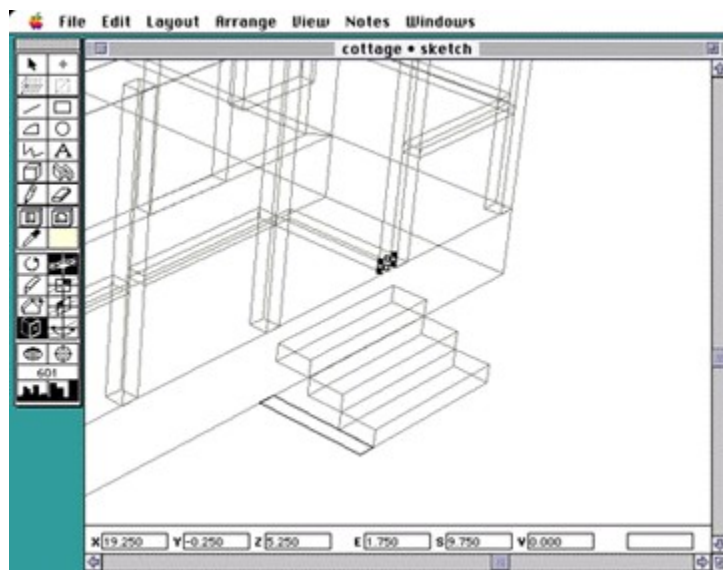 File Edit Layout Arrange View Notes Windows
cottage • sketch
A
601
X 19.250 Y -0.250 Z 5.250 E 1.750 S 9.750 V 0.000